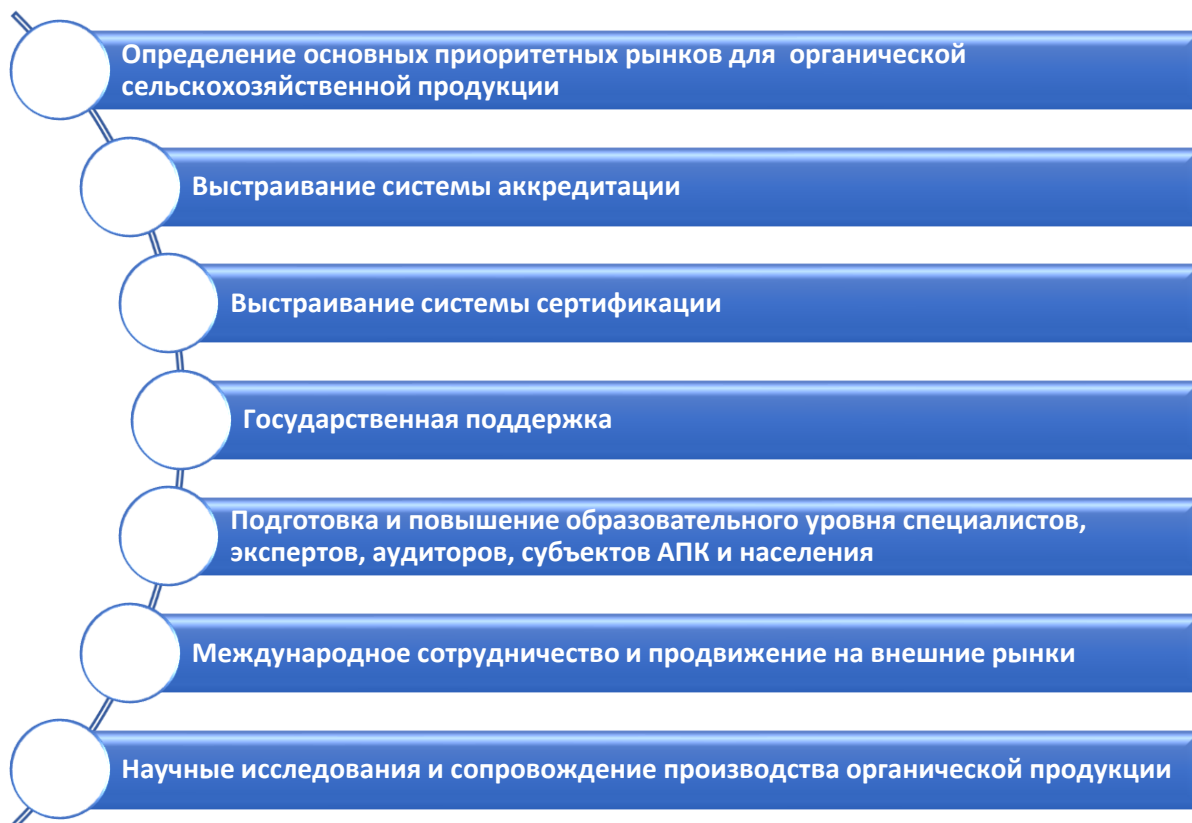 Определение основных приоритетных рынков для  органической
сельскохозяйственной продукции
Выстраивание системы аккредитации
Выстраивание системы сертификации
Государственная поддержка
Подготовка и повышение образовательного уровня специалистов,
экспертов, аудиторов, субъектов АПК и населения
Международное сотрудничество и продвижение на внешние рынки
Научные исследования и сопровождение производства органической продукции